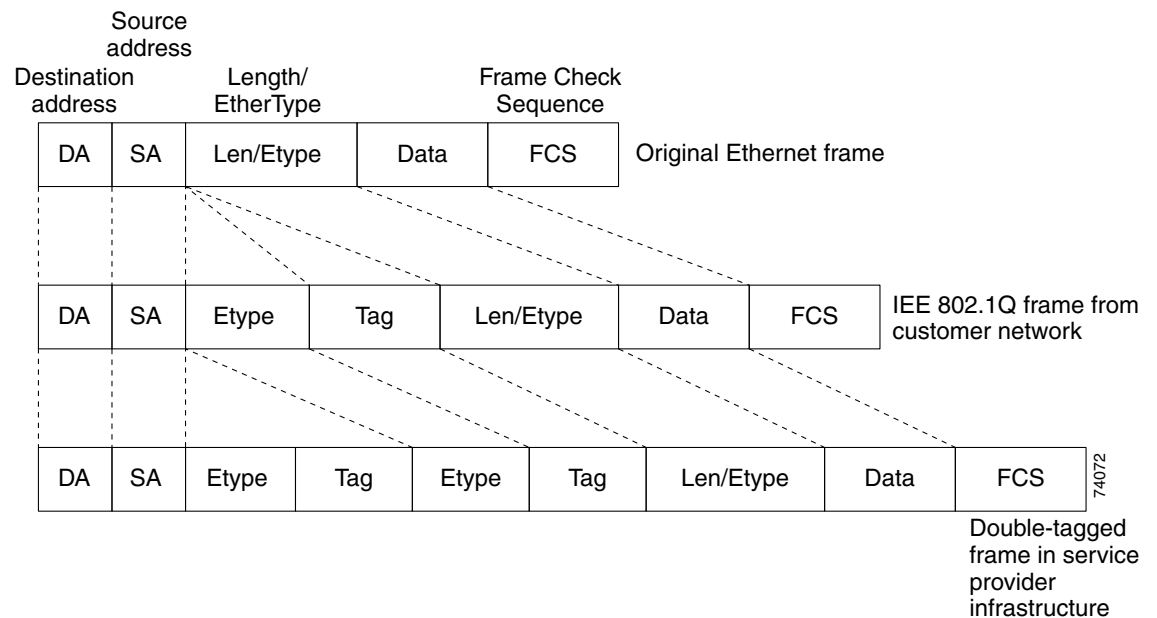 Source
address
Destination
address
Length/
EtherType
Frame Check
Sequence
DA SA Len/Etype Data FCS
Original Ethernet frame
DA SA Etype Tag Len/Etype Data FCS
IEE 802.1Q frame from
customer network
DA SA Etype Tag Etype Tag Len/Etype Data FCS
74072
Double-tagged
frame in service
provider
infrastructure